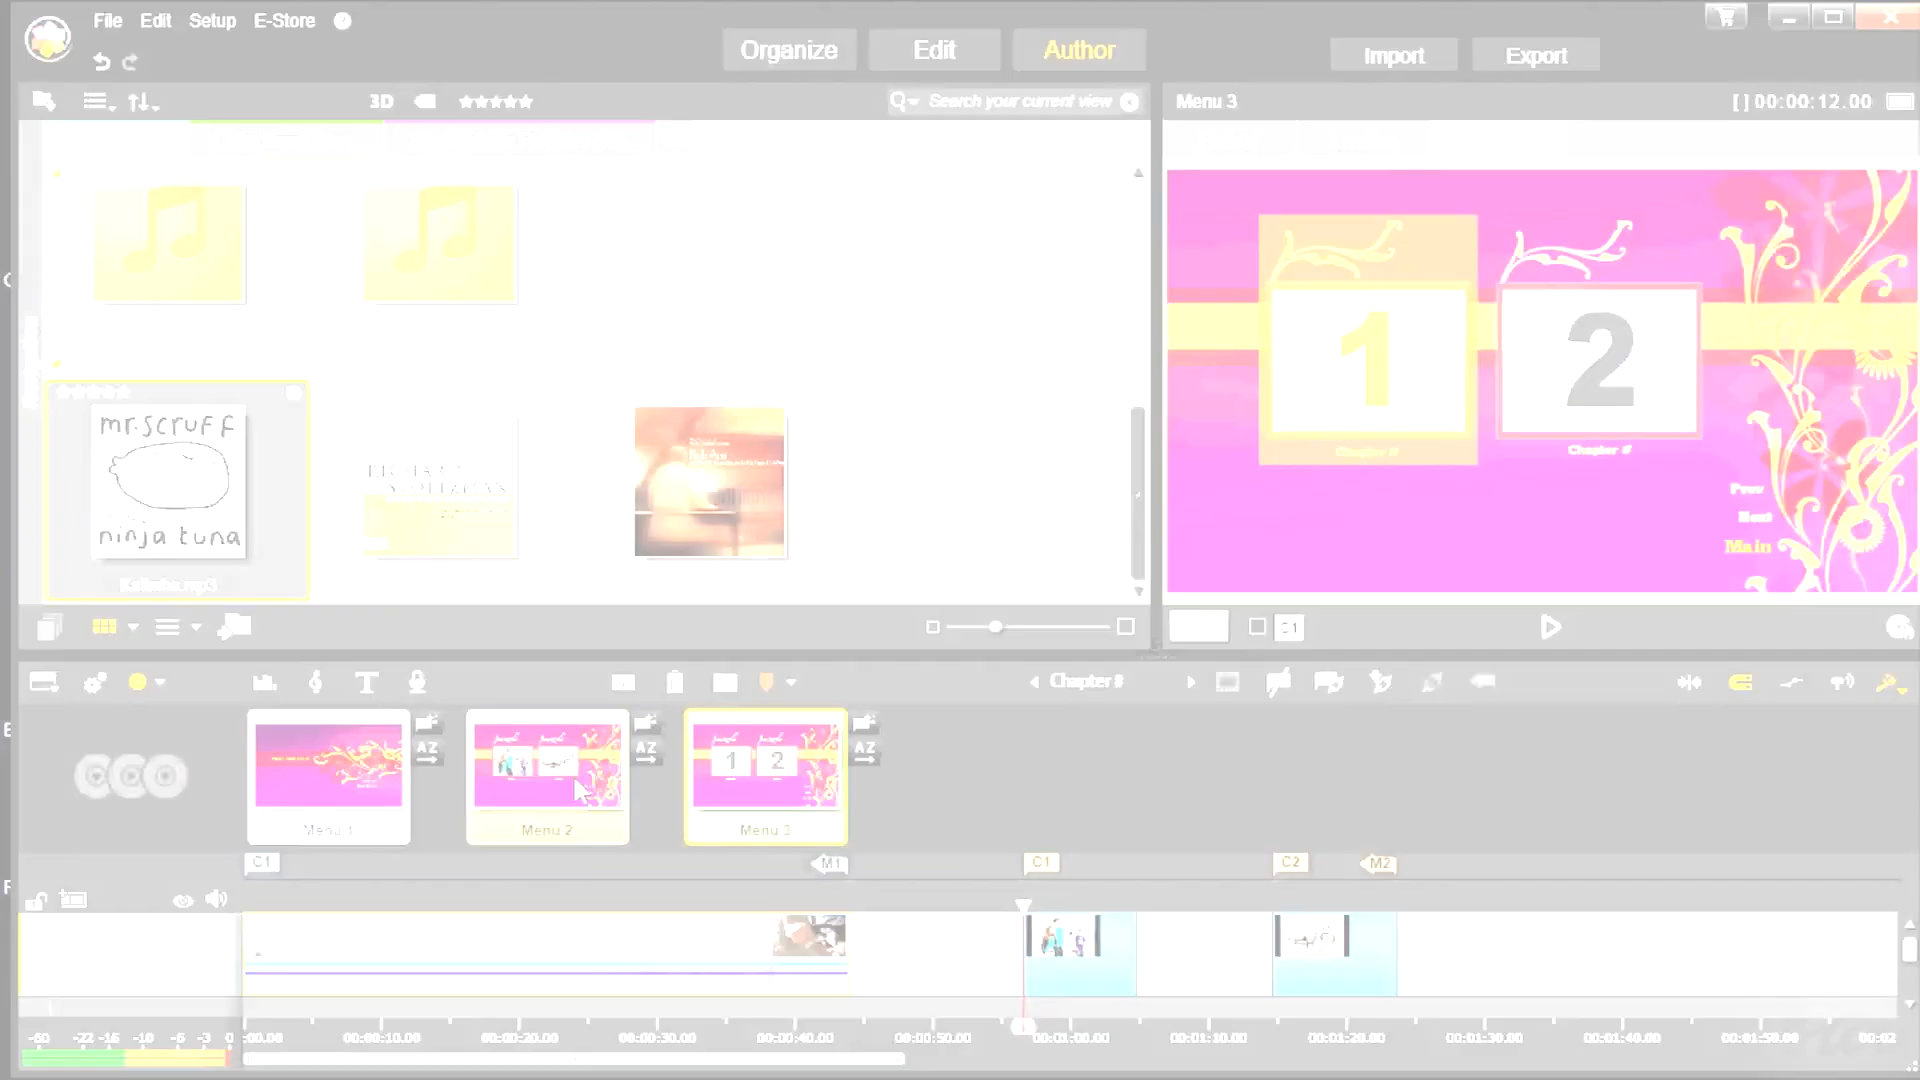 File Edit Setup E-Store ?
Organize Edit Author Import Export
3D
Search your current view
Menu 3
[ ] 00:00:12.00
mr.scruff
ninja tuna
Kalimba.mp3
1
2
Chapter #
Chapter #
Prev
Next
Main
C1
Chapter #
AZ
AZ
AZ
1
2
Menu 1
Menu 2
Menu 3
C1
M1
C1
C2
M2
-60 -22 -16 -10 -6 -3 0
:00.00 00:00:10.00 00:00:20.00 00:00:30.00 00:00:40.00 00:00:50.00 00:01:00.00 00:01:10.00 00:01:20.00 00:01:30.00 00:01:40.00 00:01:50.00 00:02